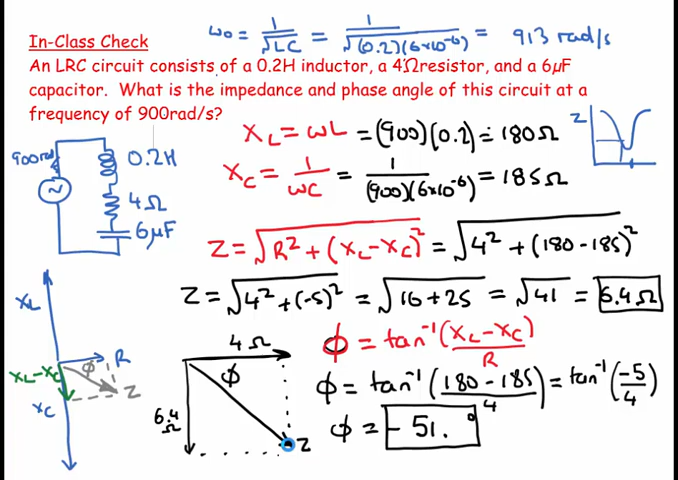 ω₀ = 1/√LC = 1/√(0.2)(6×10⁻⁶) = 913 rad/s
In-Class Check
An LRC circuit consists of a 0.2H inductor, a 4Ω resistor, and a 6μF
capacitor. What is the impedance and phase angle of this circuit at a
frequency of 900rad/s?
X_L = ωL = (900)(0.2) = 180Ω
Z
900rad/s
0.2H
X_C = 1/ωC = 1/(900)(6×10⁻⁶) = 185Ω
4Ω
6μF
Z = √R² + (X_L - X_C)² = √4² + (180 - 185)²
Z = √4² + (-5)² = √16 + 25 = √41 = 6.4Ω
X_L
4Ω
ϕ = tan⁻¹(X_L - X_C / R)
R
X_L - X_C
ϕ
Z
X_C
ϕ
ϕ = tan⁻¹(180 - 185 / 4) = tan⁻¹(-5/4)
6.4
Ω
Z
ϕ = - 51.°